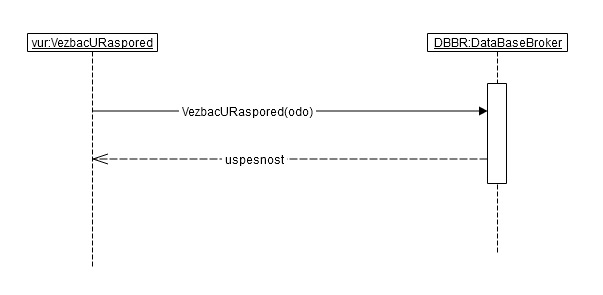 vur:VezbacURaspored
DBBR:DataBaseBroker
VezbacURaspored(odo)
uspesnost